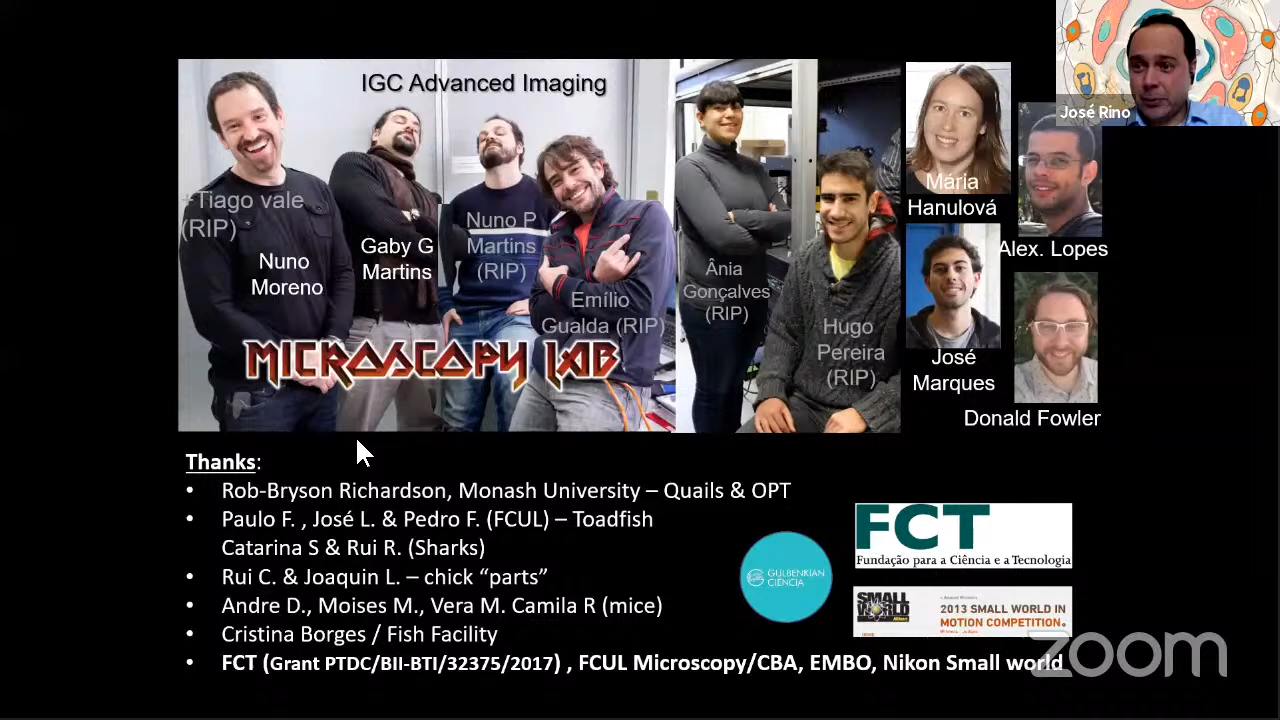 IGC Advanced Imaging
+Tiago vale
(RIP)
Nuno
Moreno
Gaby G
Martins
Nuno P
Martins
(RIP)
Emílio
Gualda (RIP)
MICROSCOPY LAB
Ânia
Gonçalves
(RIP)
Hugo
Pereira
(RIP)
Mária
Hanulová
Alex. Lopes
José
Marques
Donald Fowler
José Rino
Thanks:
• Rob-Bryson Richardson, Monash University – Quails & OPT
• Paulo F. , José L. & Pedro F. (FCUL) – Toadfish
Catarina S & Rui R. (Sharks)
• Rui C. & Joaquin L. – chick “parts”
• Andre D., Moises M., Vera M. Camila R (mice)
• Cristina Borges / Fish Facility
• FCT (Grant PTDC/BII-BTI/32375/2017) , FCUL Microscopy/CBA, EMBO, Nikon Small world
GULBENKIAN
CIÊNCIA
FCT
Fundação para a Ciência e a Tecnologia
SMALL
WORLD
Nikon
2013 SMALL WORLD IN
MOTION COMPETITION.
zoom